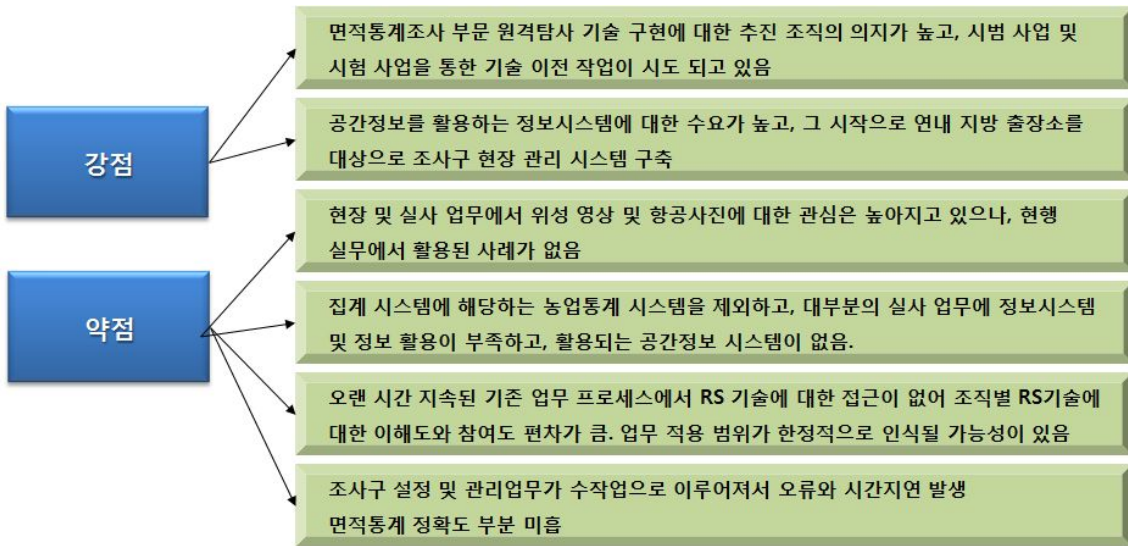 강점
면적통계조사 부문 원격탐사 기술 구현에 대한 추진 조직의 의지가 높고, 시범 사업 및
시험 사업을 통한 기술 이전 작업이 시도 되고 있음
공간정보를 활용하는 정보시스템에 대한 수요가 높고, 그 시작으로 연내 지방 출장소를
대상으로 조사구 현장 관리 시스템 구축
약점
현장 및 실사 업무에서 위성 영상 및 항공사진에 대한 관심은 높아지고 있으나, 현행
실무에서 활용된 사례가 없음
집계 시스템에 해당하는 농업통계 시스템을 제외하고, 대부분의 실사 업무에 정보시스템
및 정보 활용이 부족하고, 활용되는 공간정보 시스템이 없음.
오랜 시간 지속된 기존 업무 프로세스에서 RS 기술에 대한 접근이 없어 조직별 RS기술에
대한 이해도와 참여도 편차가 큼. 업무 적용 범위가 한정적으로 인식될 가능성이 있음
조사구 설정 및 관리업무가 수작업으로 이루어져서 오류와 시간지연 발생
면적통계 정확도 부분 미흡